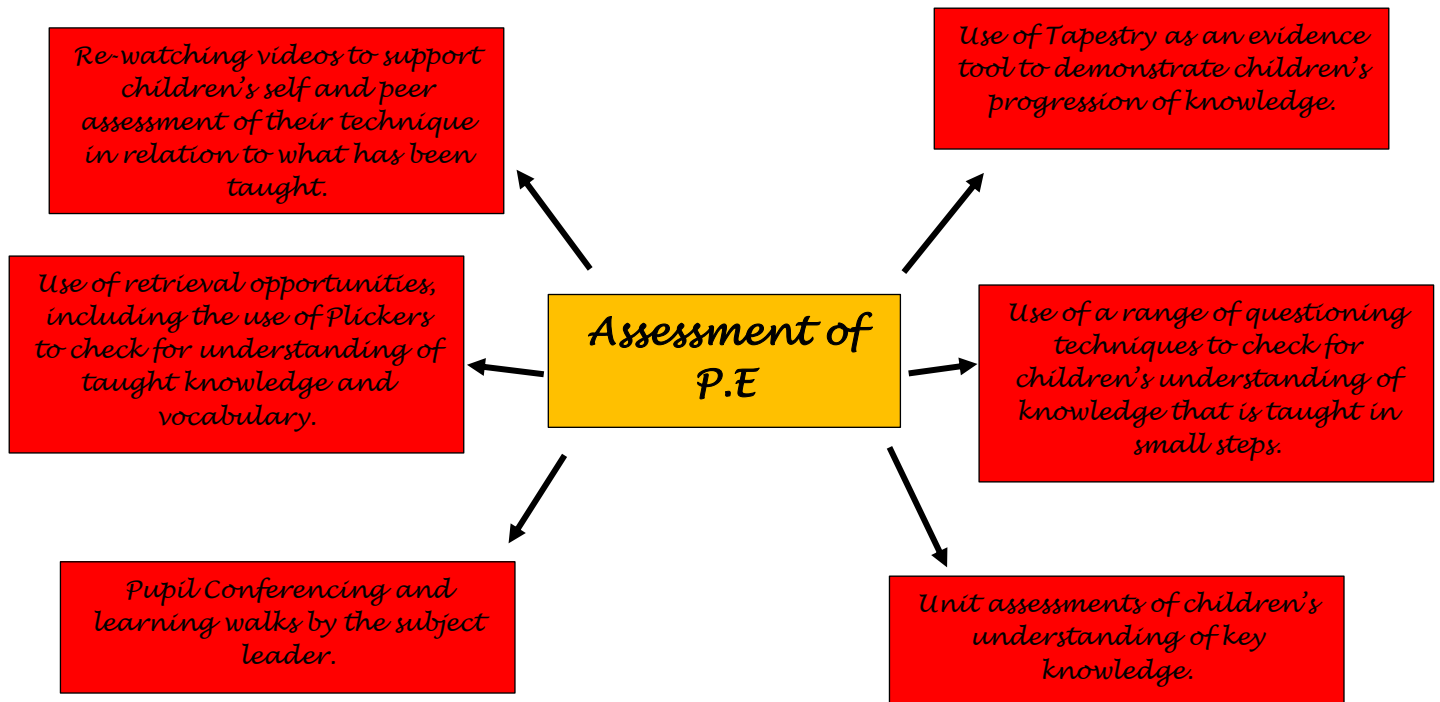 Re-watching videos to support
children's self and peer
assessment of their technique
in relation to what has been
taught.
Use of Tapestry as an evidence
tool to demonstrate children's
progression of knowledge.
Use of retrieval opportunities,
including the use of Plickers
to check for understanding of
taught knowledge and
vocabulary.
Assessment of
P.E
Use of a range of questioning
techniques to check for
children's understanding of
knowledge that is taught in
small steps.
Pupil Conferencing and
learning walks by the subject
leader.
Unit assessments of children's
understanding of key
knowledge.